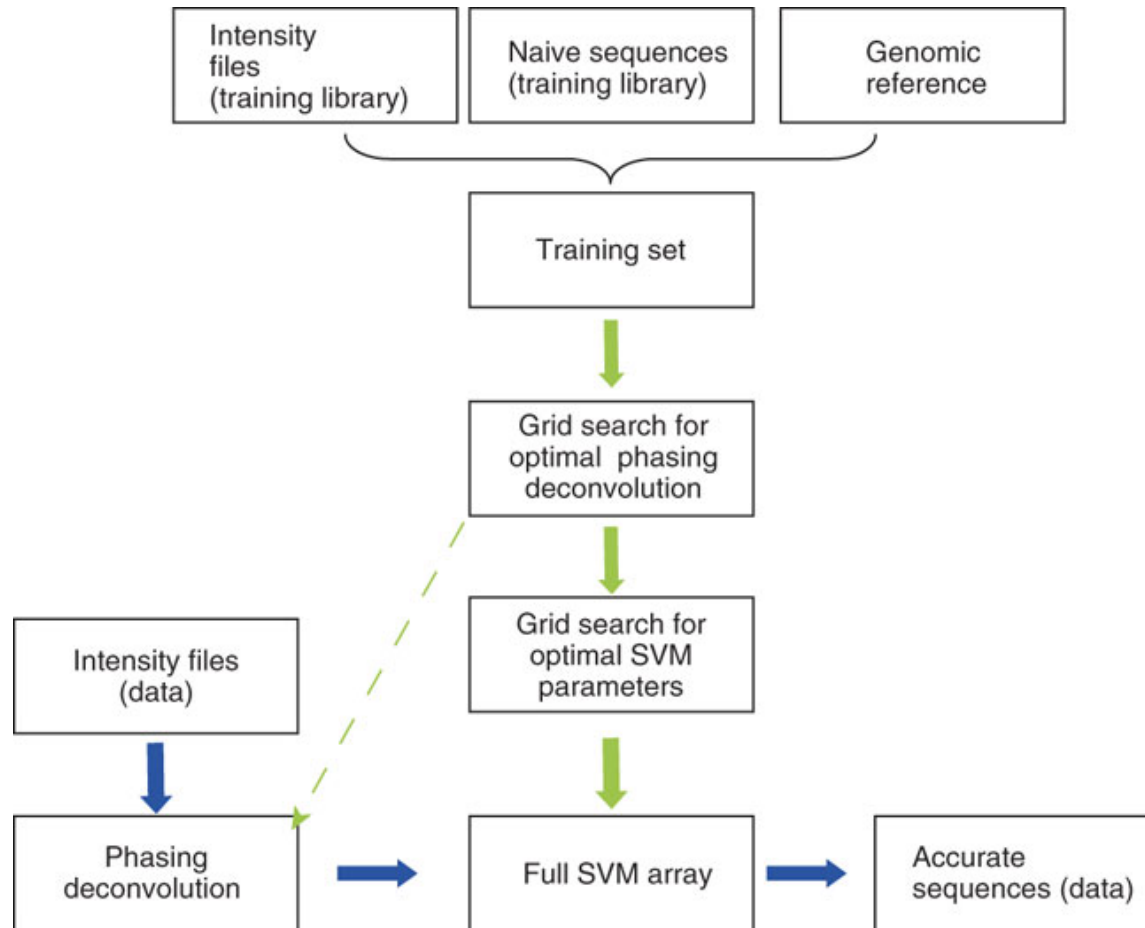 Intensity
files
(training library)
Naive sequences
(training library)
Genomic
reference
Training set
Grid search for
optimal phasing
deconvolution
Grid search for
optimal SVM
parameters
Intensity files
(data)
Phasing
deconvolution
Full SVM array
Accurate
sequences (data)